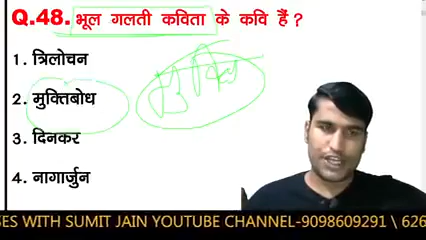 Q.48. भूल गलती कविता के कवि हैं ?
1. त्रिलोचन
2. मुक्तिबोध
3. दिनकर
4. नागार्जुन
SES WITH SUMIT JAIN YOUTUBE CHANNEL-9098609291 \ 626